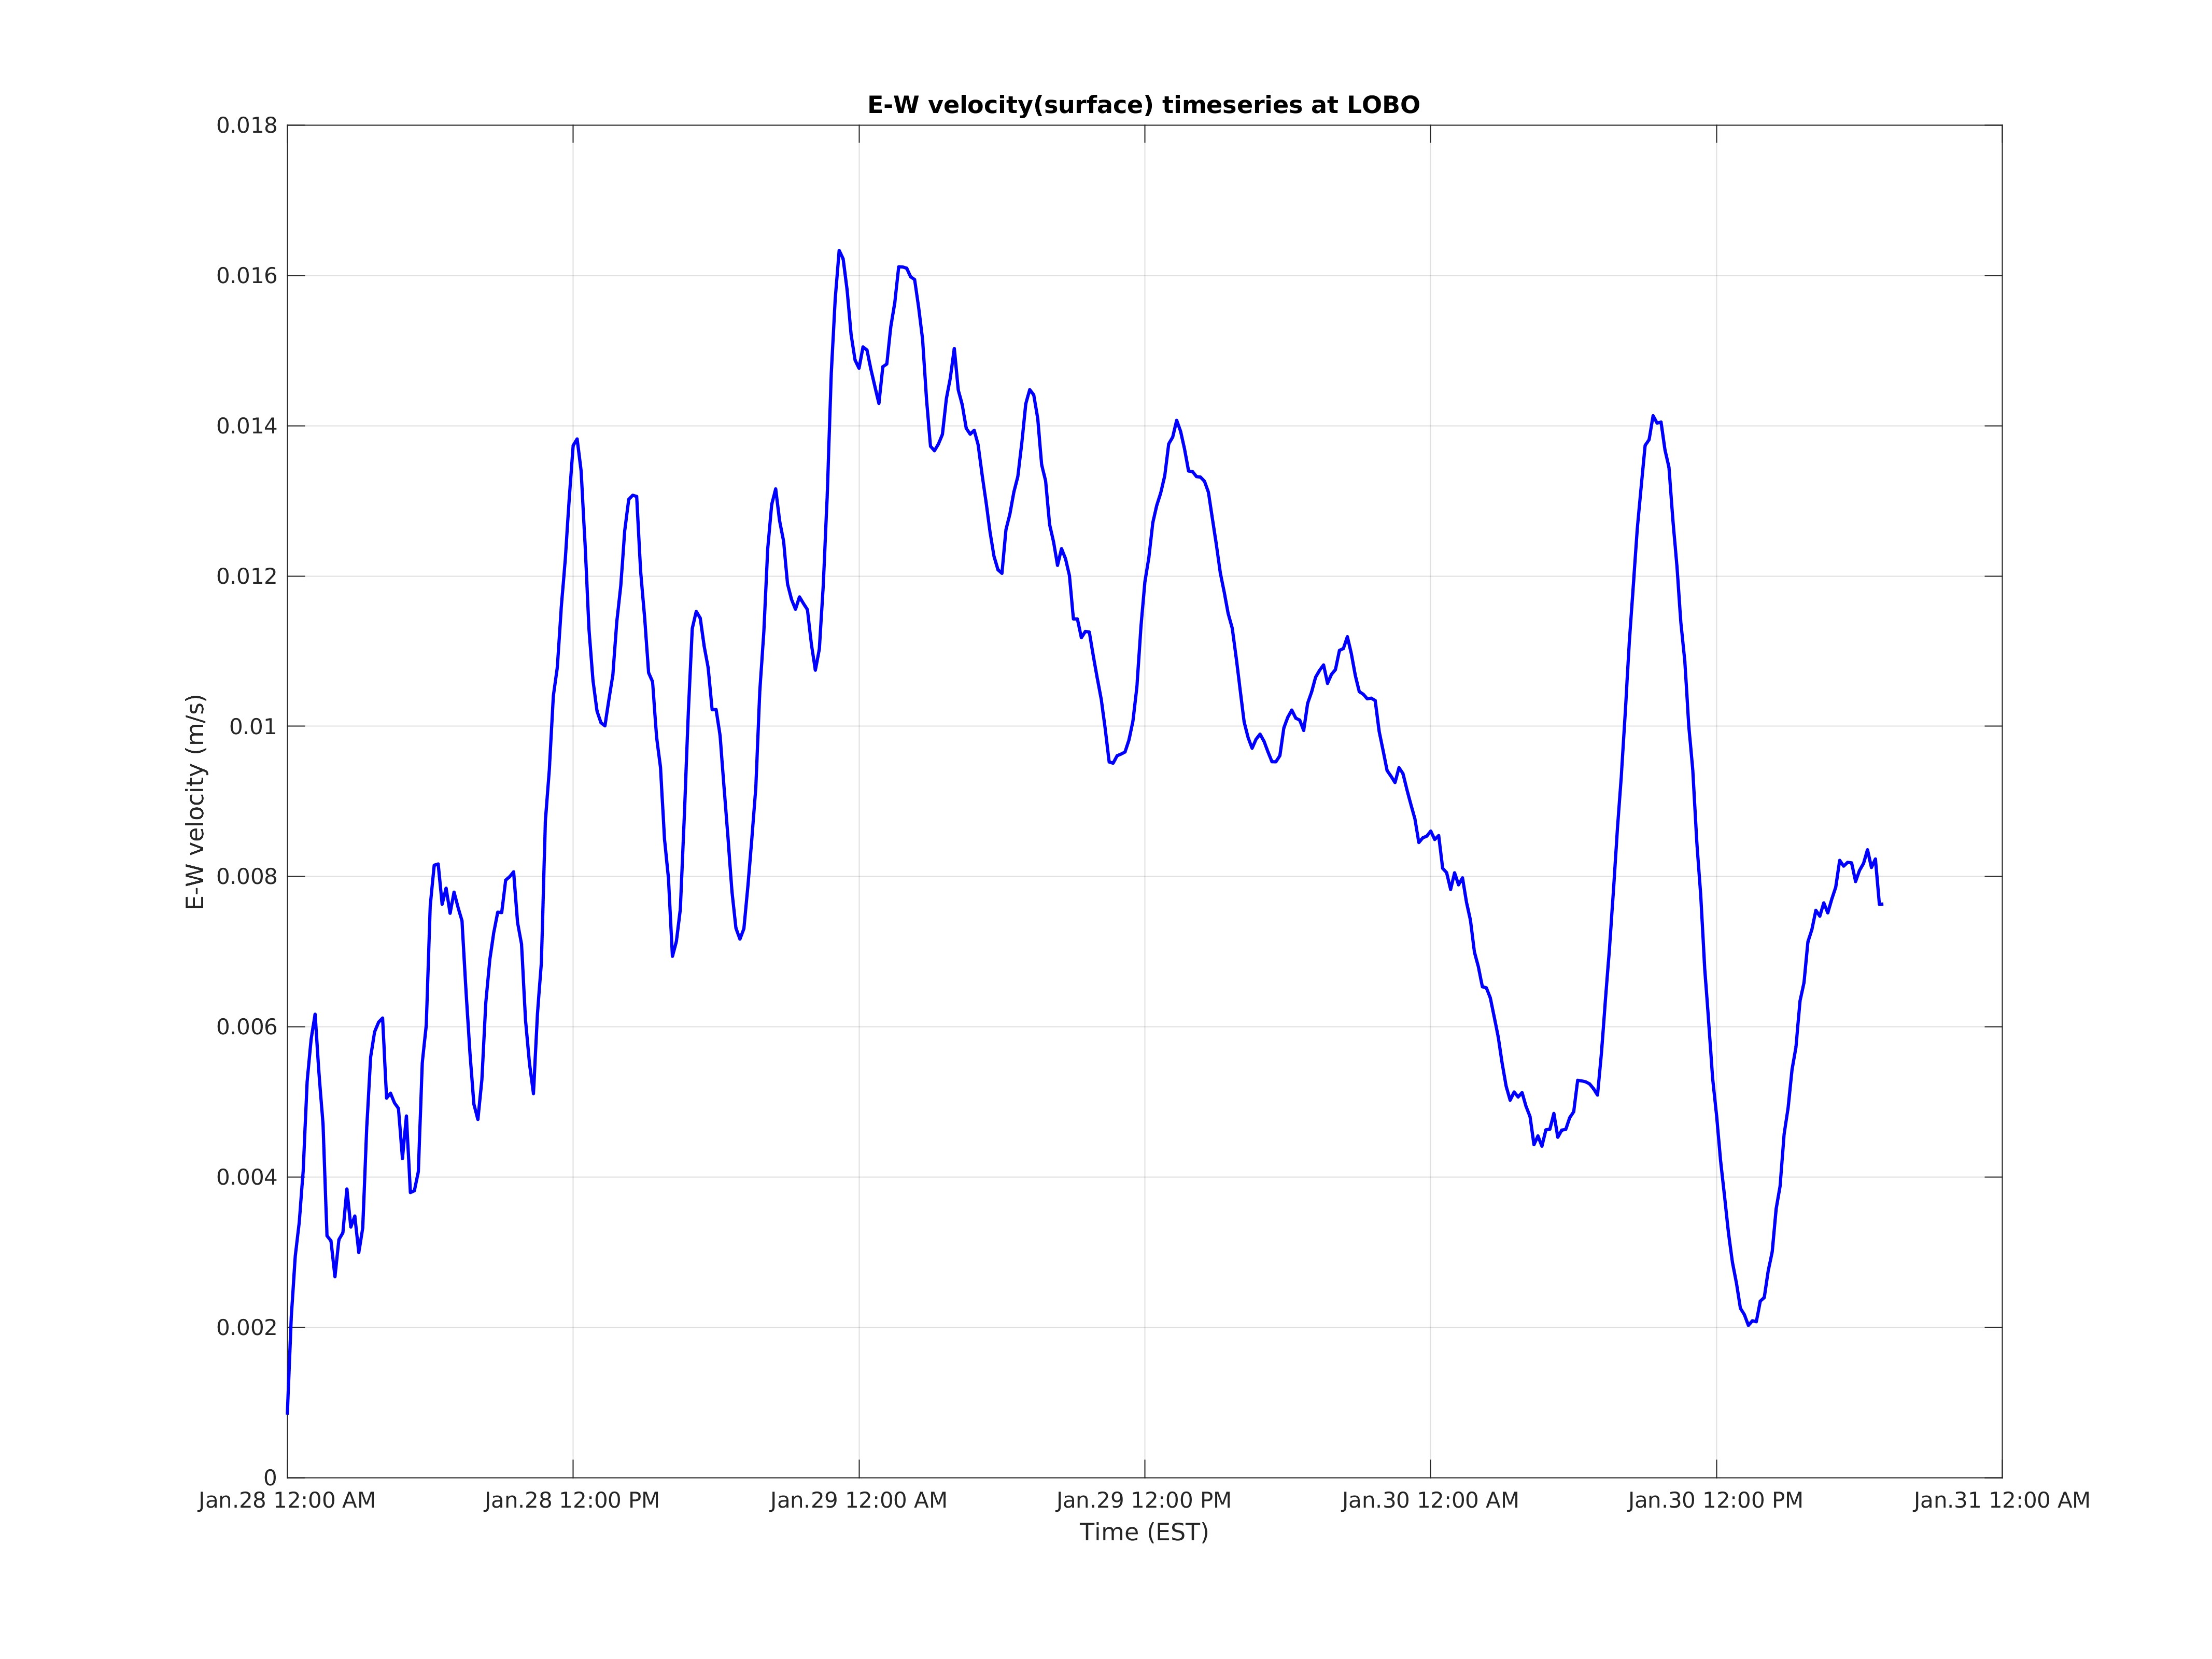 E-W velocity(surface) timeseries at LOBO
0.018
0.016
0.014
0.012
0.01
0.008
0.006
0.004
0.002
0
E-W velocity (m/s)
Jan.28 12:00 AM Jan.28 12:00 PM Jan.29 12:00 AM Jan.29 12:00 PM Jan.30 12:00 AM Jan.30 12:00 PM Jan.31 12:00 AM
Time (EST)